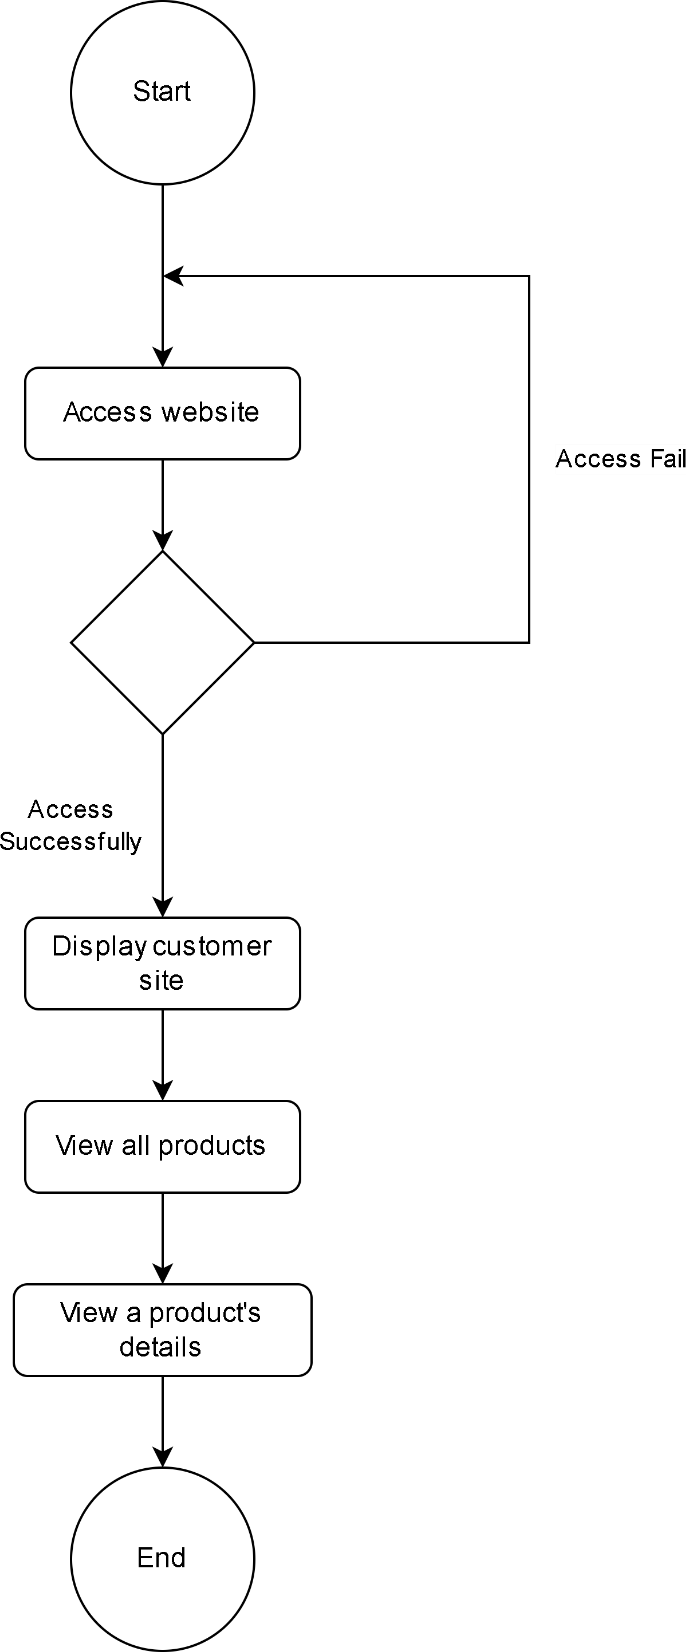 Start
Access website
Access Fail
Access
Successfully
Display customer
site
View all products
View a product's
details
End